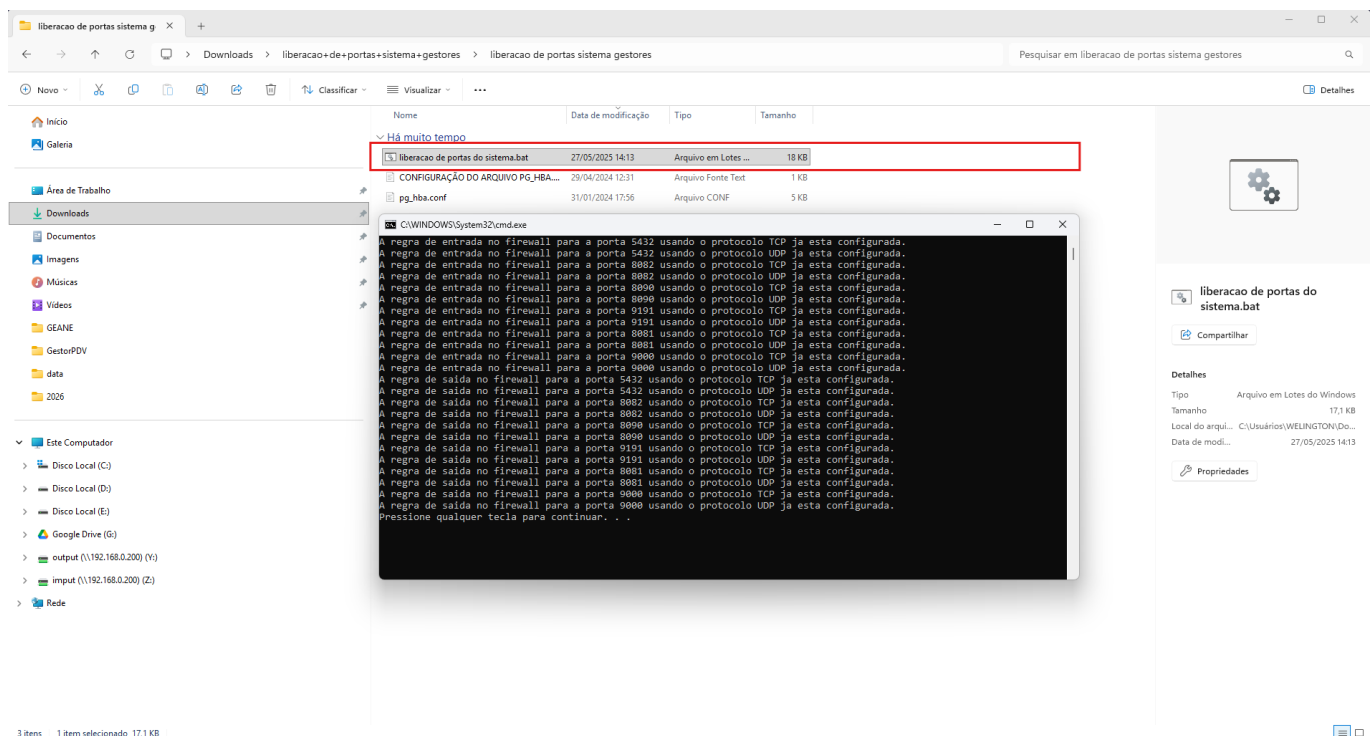 liberacao de portas sistema g
Downloads > liberacao+de+portas+sistema+gestores > liberacao de portas sistema gestores
Pesquisar em liberacao de portas sistema gestores
Novo
Classificar
Visualizar
Detalhes
Início
Galeria
Área de Trabalho
Downloads
Documentos
Imagens
Músicas
Vídeos
GEANE
GestorPDV
data
2026
Este Computador
Disco Local (C:)
Disco Local (D:)
Disco Local (E:)
Google Drive (G:)
output (\\192.168.0.200) (Y:)
imput (\\192.168.0.200) (Z:)
Rede
Nome Data de modificação Tipo Tamanho
Há muito tempo
liberacao de portas do sistema.bat 27/05/2025 14:13 Arquivo em Lotes ... 18 KB
CONFIGURAÇÃO DO ARQUIVO PG_HBA.... 29/04/2024 12:31 Arquivo Fonte Text 1 KB
pg_hba.conf 31/01/2024 17:56 Arquivo CONF 5 KB
C:\WINDOWS\System32\cmd.exe
A regra de entrada no firewall para a porta 5432 usando o protocolo TCP ja esta configurada.
A regra de entrada no firewall para a porta 5432 usando o protocolo UDP ja esta configurada.
A regra de entrada no firewall para a porta 8082 usando o protocolo TCP ja esta configurada.
A regra de entrada no firewall para a porta 8082 usando o protocolo UDP ja esta configurada.
A regra de entrada no firewall para a porta 8090 usando o protocolo TCP ja esta configurada.
A regra de entrada no firewall para a porta 8090 usando o protocolo UDP ja esta configurada.
A regra de entrada no firewall para a porta 9191 usando o protocolo TCP ja esta configurada.
A regra de entrada no firewall para a porta 9191 usando o protocolo UDP ja esta configurada.
A regra de entrada no firewall para a porta 8081 usando o protocolo TCP ja esta configurada.
A regra de entrada no firewall para a porta 8081 usando o protocolo UDP ja esta configurada.
A regra de entrada no firewall para a porta 9000 usando o protocolo TCP ja esta configurada.
A regra de entrada no firewall para a porta 9000 usando o protocolo UDP ja esta configurada.
A regra de saida no firewall para a porta 5432 usando o protocolo TCP ja esta configurada.
A regra de saida no firewall para a porta 5432 usando o protocolo UDP ja esta configurada.
A regra de saida no firewall para a porta 8082 usando o protocolo TCP ja esta configurada.
A regra de saida no firewall para a porta 8082 usando o protocolo UDP ja esta configurada.
A regra de saida no firewall para a porta 8090 usando o protocolo TCP ja esta configurada.
A regra de saida no firewall para a porta 8090 usando o protocolo UDP ja esta configurada.
A regra de saida no firewall para a porta 9191 usando o protocolo TCP ja esta configurada.
A regra de saida no firewall para a porta 9191 usando o protocolo UDP ja esta configurada.
A regra de saida no firewall para a porta 8081 usando o protocolo TCP ja esta configurada.
A regra de saida no firewall para a porta 8081 usando o protocolo UDP ja esta configurada.
A regra de saida no firewall para a porta 9000 usando o protocolo TCP ja esta configurada.
A regra de saida no firewall para a porta 9000 usando o protocolo UDP ja esta configurada.
Pressione qualquer tecla para continuar. . .
liberacao de portas do
sistema.bat
Compartilhar
Detalhes
Tipo Arquivo em Lotes do Windows
Tamanho 17,1 KB
Local do arqui... C:\Usuários\WELINGTON\Do...
Data de modi... 27/05/2025 14:13
Propriedades
3 itens 1 item selecionado 17,1 KB